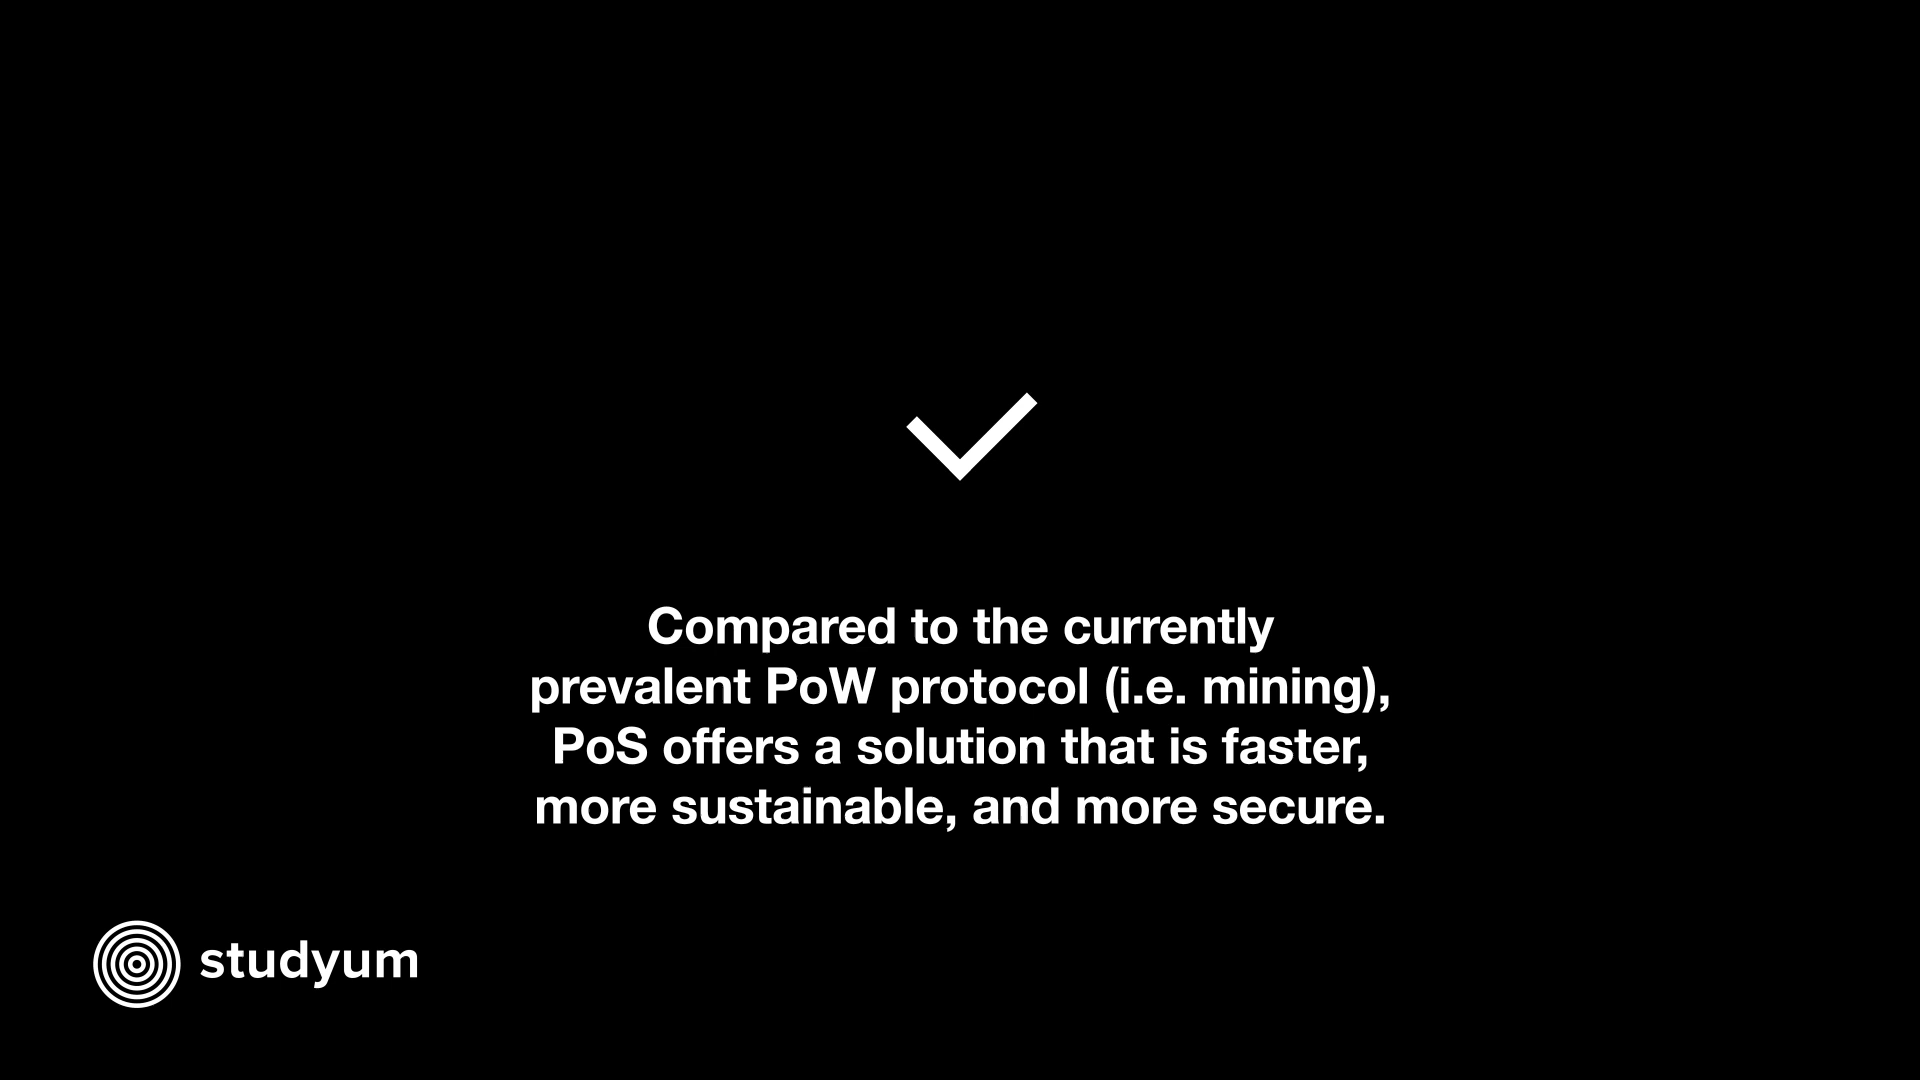 Compared to the currently
prevalent PoW protocol (i.e. mining),
PoS offers a solution that is faster,
more sustainable, and more secure.
studyum